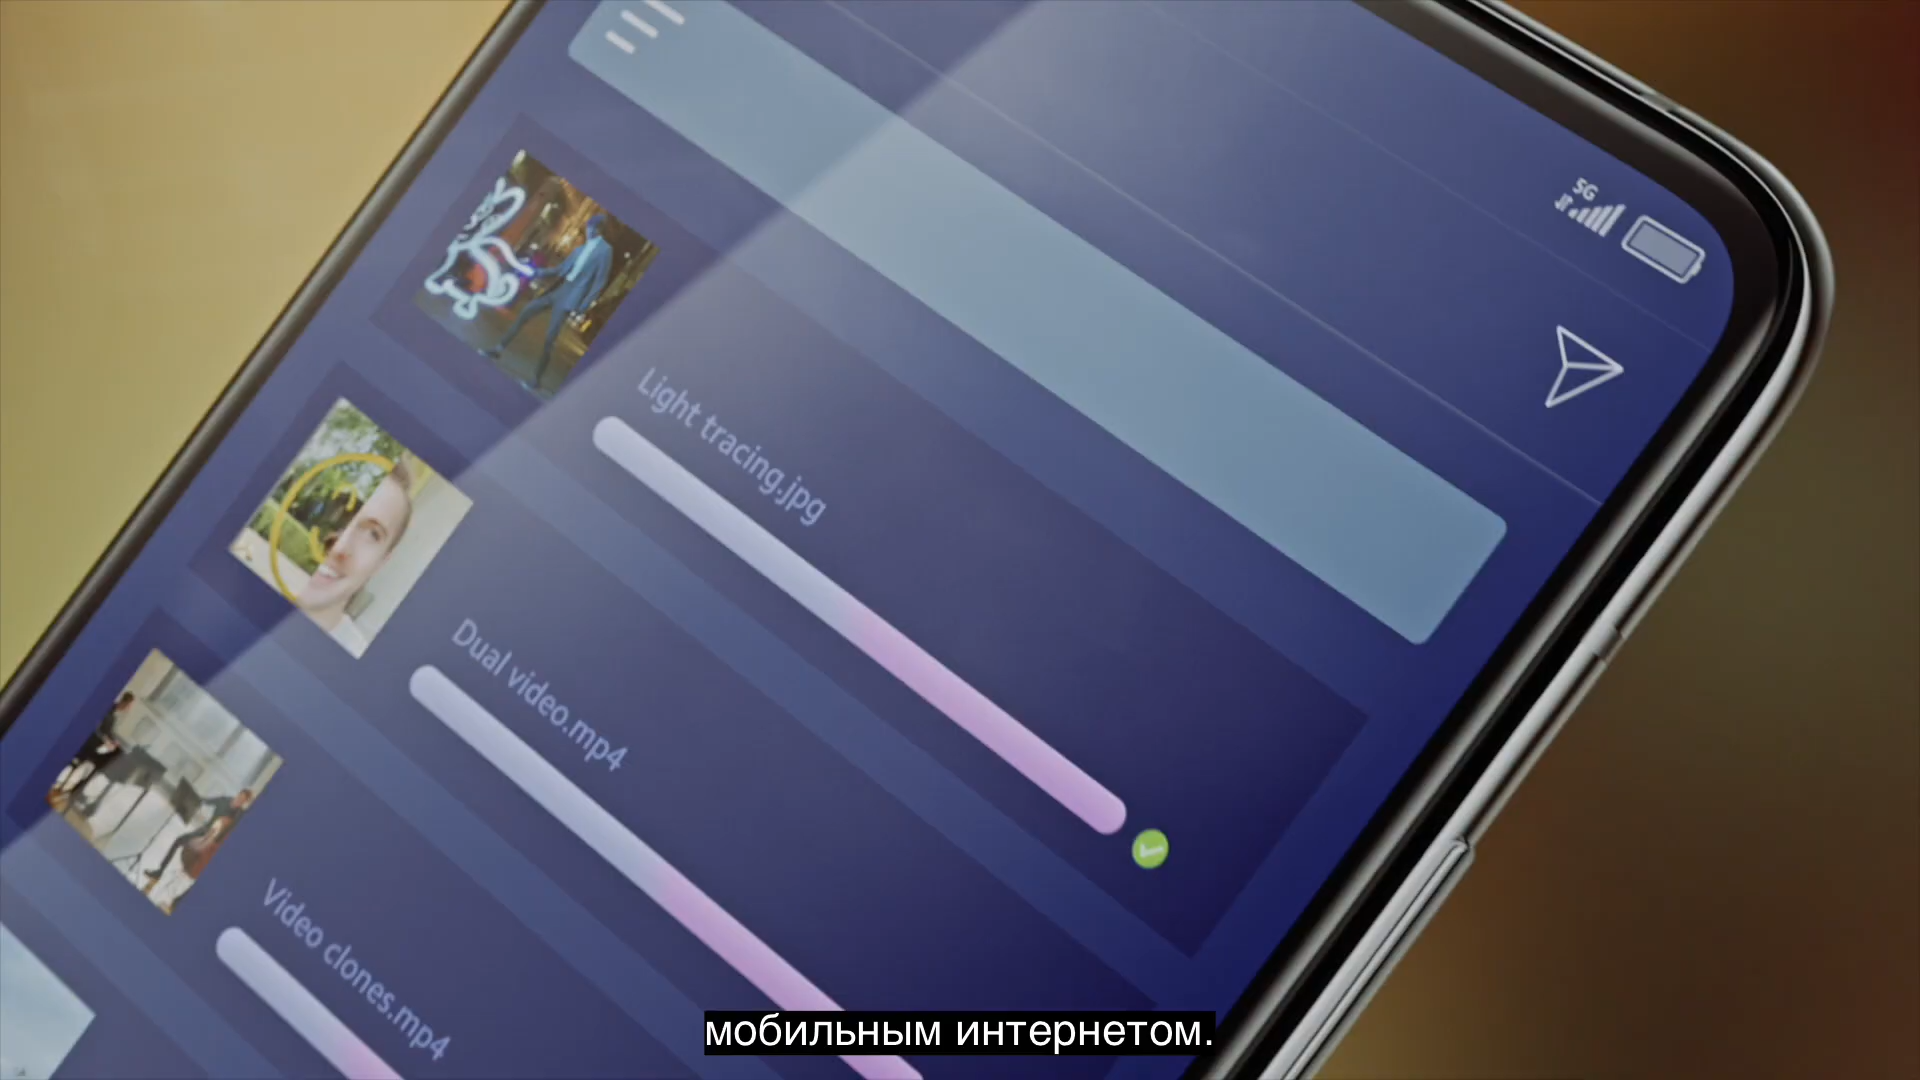 5G
Light tracing.jpg
Dual video.mp4
Video clones.mp4
мобильным интернетом.